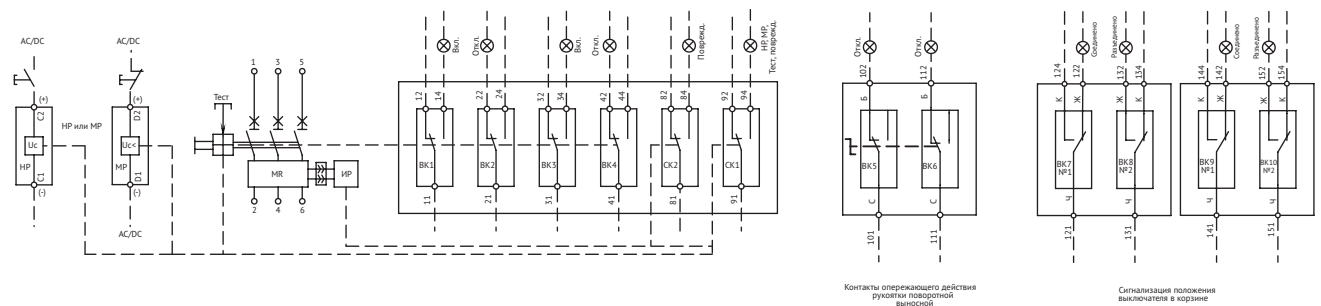 AC/DC
AC/DC
(+)
C2
Uc
НР
C1
(-)
(+)
D2
Uc<
МР
D1
(-)
AC/DC
НР или МР
Тест
1 3 5
MR
ИР
2 4 6
Вкл.
Откл.
Вкл.
Откл.
Поврежд.
НР, МР,
Тест, поврежд.
12 14 22 24 32 34 42 44 82 84 92 94
ВК1 ВК2 ВК3 ВК4 СК2 СК1
11 21 31 41 81 91
Откл. Откл.
102 112
Б Б
ВК5 ВК6
С С
101 111
Контакты опережающего действия
рукоятки поворотной
выносной
Соединено
Разъединено
Соединено
Разъединено
124 122 132 134 144 142 152 154
К Ж Ж К К Ж Ж К
ВК7
№1
ВК8
№2
ВК9
№1
ВК10
№2
Ч Ч Ч Ч
121 131 141 151
Сигнализация положения
выключателя в корзине